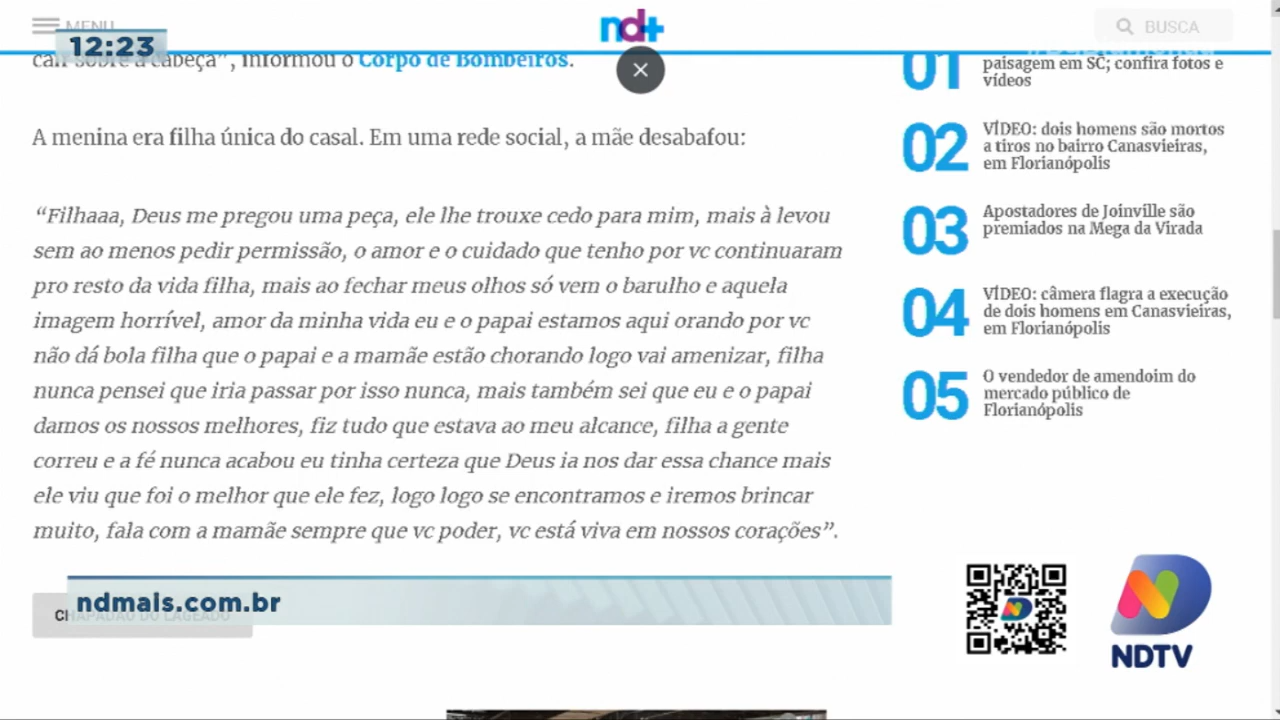 MENU
12:23
nd+
BUSCA
sobre a cabeça”, informou o Corpo de Bombeiros.
A menina era filha única do casal. Em uma rede social, a mãe desabafou:
“Filhaaa, Deus me pregou uma peça, ele lhe trouxe cedo para mim, mais à levou
sem ao menos pedir permissão, o amor e o cuidado que tenho por vc continuaram
pro resto da vida filha, mais ao fechar meus olhos só vem o barulho e aquela
imagem horrível, amor da minha vida eu e o papai estamos aqui orando por vc
não dá bola filha que o papai e a mamãe estão chorando logo vai amenizar, filha
nunca pensei que iria passar por isso nunca, mais também sei que eu e o papai
damos os nossos melhores, fiz tudo que estava ao meu alcance, filha a gente
correu e a fé nunca acabou eu tinha certeza que Deus ia nos dar essa chance mais
ele viu que foi o melhor que ele fez, logo logo se encontramos e iremos brincar
muito, fala com a mamãe sempre que vc poder, vc está viva em nossos corações”.
CHAPADÃO DO LAGEADO
ndmais.com.br
01
paisagem em SC; confira fotos e
vídeos
02
VÍDEO: dois homens são mortos
a tiros no bairro Canasvieiras,
em Florianópolis
03
Apostadores de Joinville são
premiados na Mega da Virada
04
VÍDEO: câmera flagra a execução
de dois homens em Canasvieiras,
em Florianópolis
05
O vendedor de amendoim do
mercado público de
Florianópolis
NDTV